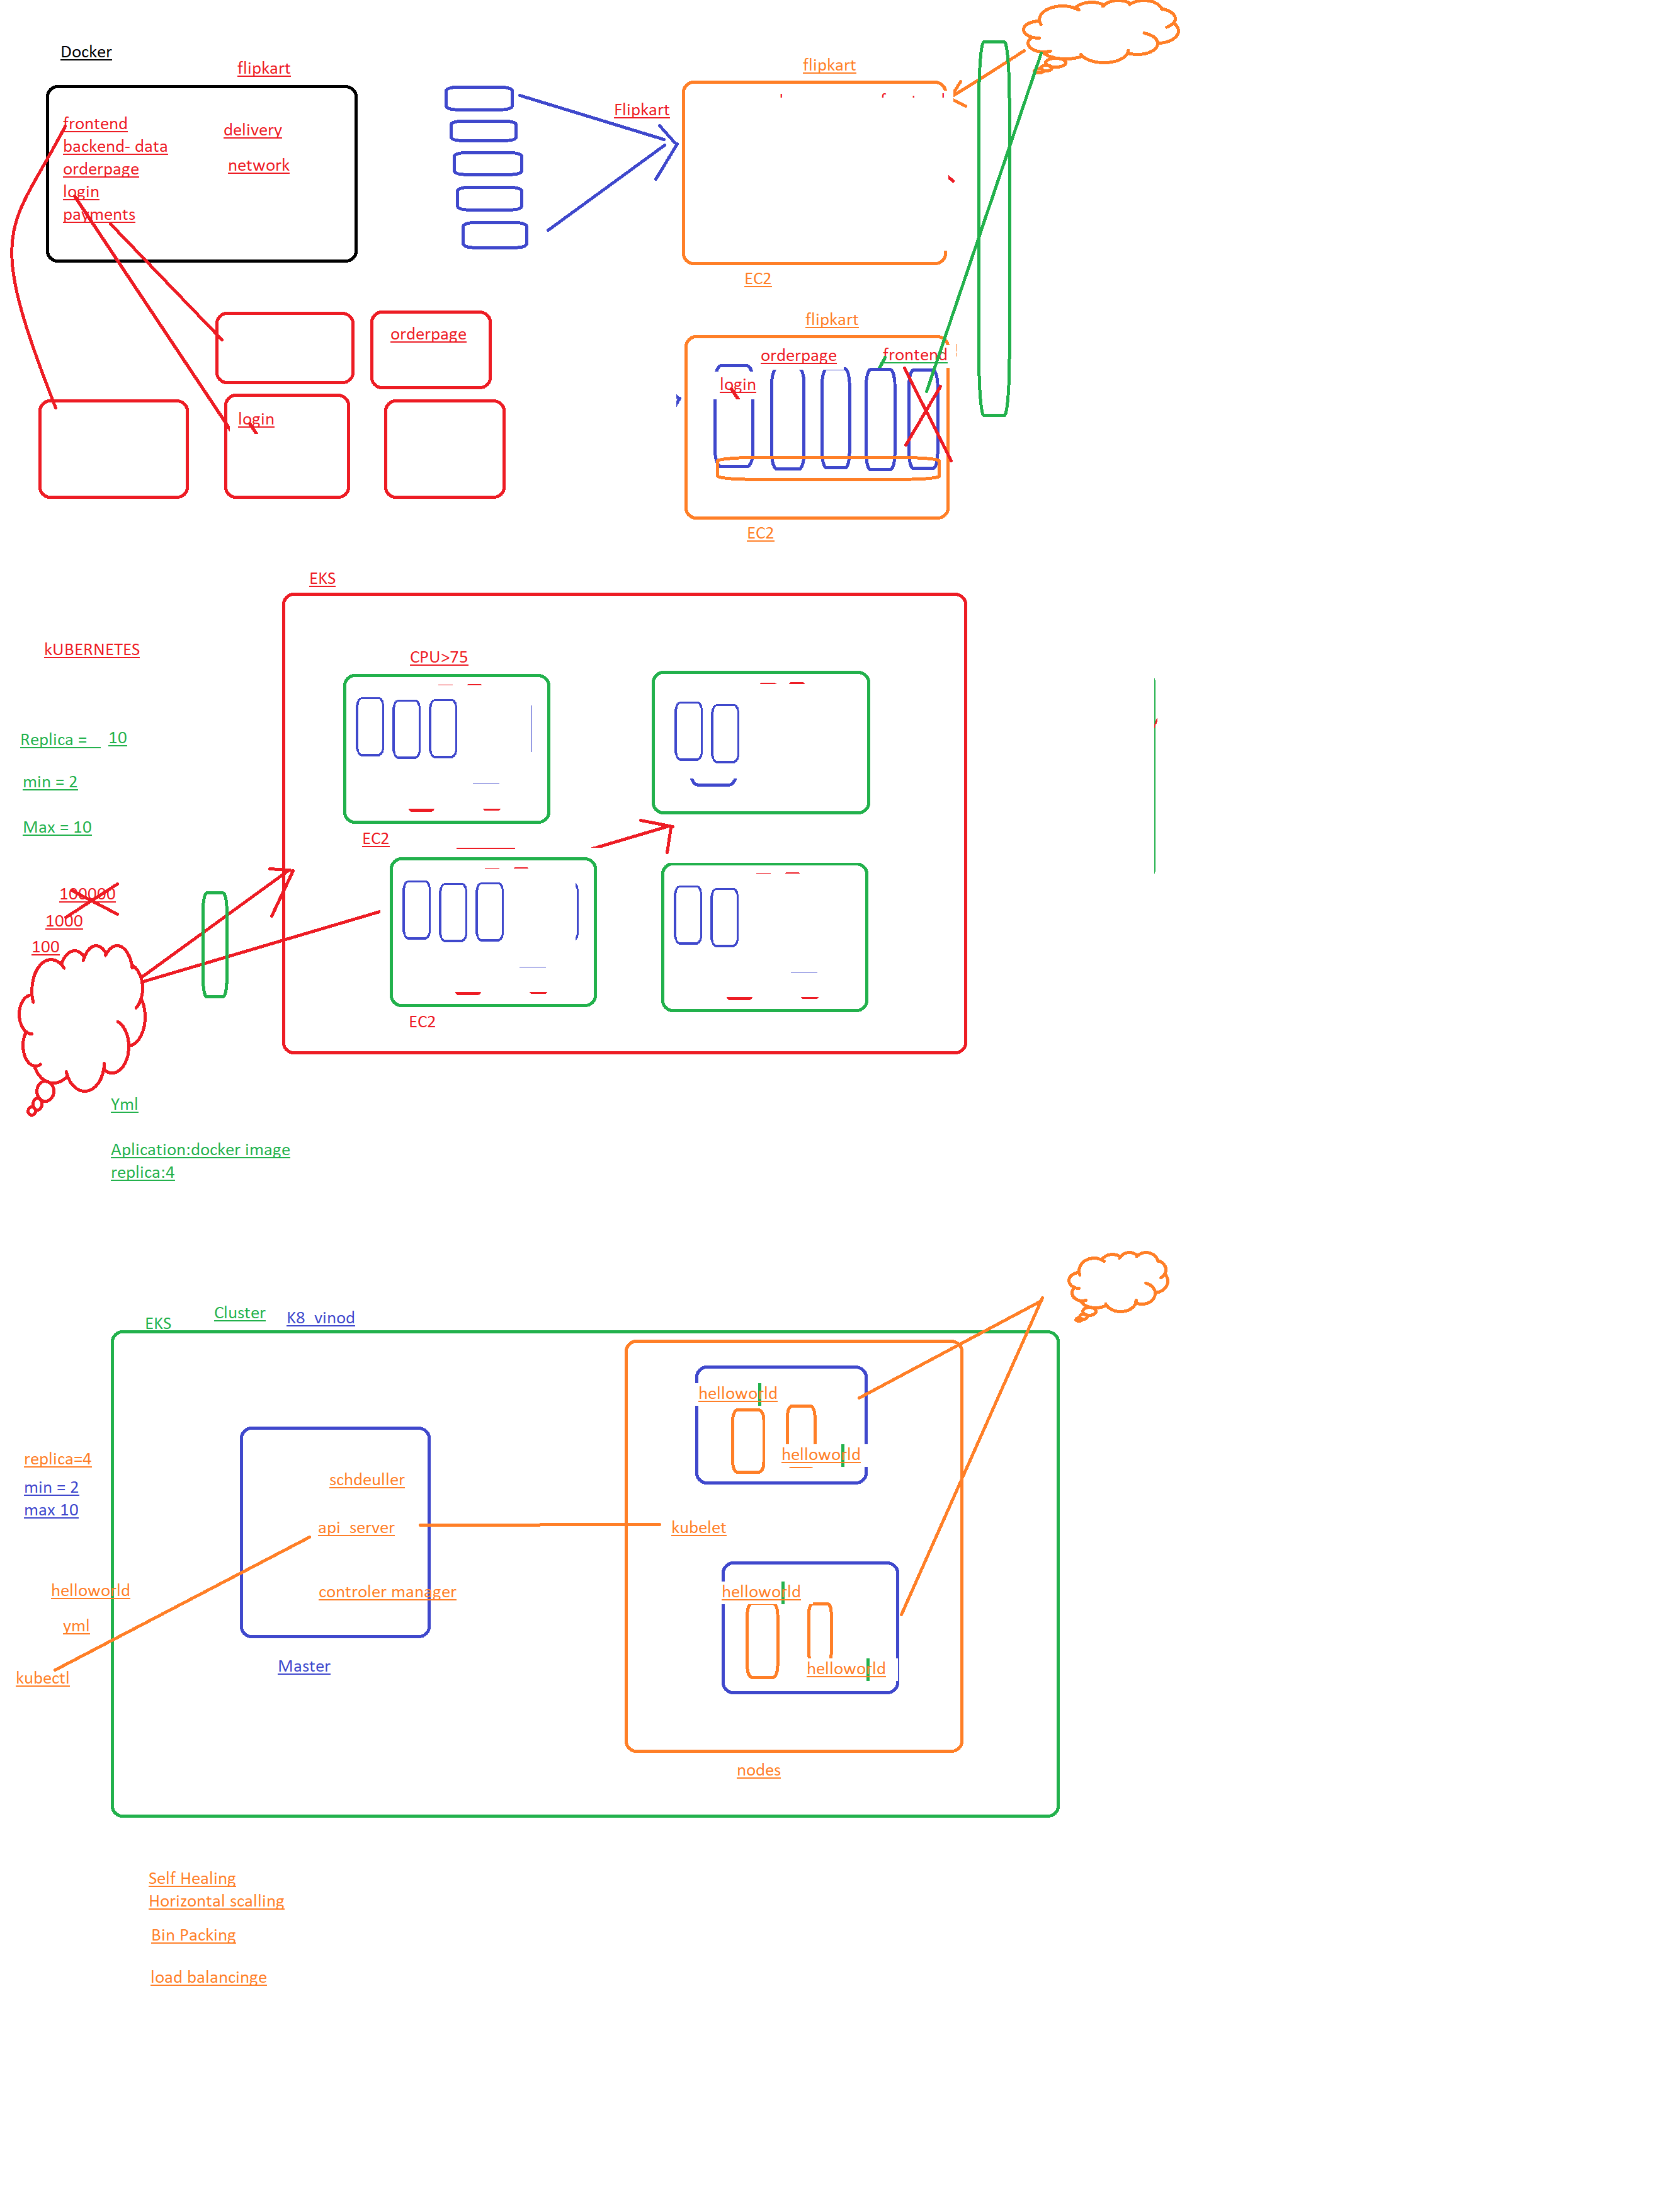 Docker
flipkart
frontend
backend- data
orderpage
login
payments
delivery
network
Flipkart
flipkart
EC2
orderpage
login
flipkart
orderpage
frontend
login
EC2
EKS
kUBERNETES
CPU>75
Replica = 10
min = 2
Max = 10
EC2
100000
1000
100
EC2
Yml
Aplication:docker image
replica:4
EKS
Cluster
K8 vinod
helloworld
helloworld
replica=4
min = 2
max 10
schdeuller
api server
kubelet
helloworld
controler manager
helloworld
yml
helloworld
Master
kubectl
nodes
Self Healing
Horizontal scalling
Bin Packing
load balancinge